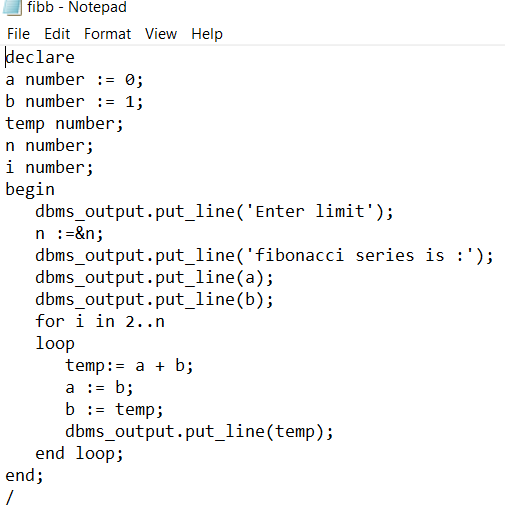 fibb - Notepad
File Edit Format View Help
declare
a number := 0;
b number := 1;
temp number;
n number;
i number;
begin
   dbms_output.put_line('Enter limit');
   n :=&n;
   dbms_output.put_line('fibonacci series is :');
   dbms_output.put_line(a);
   dbms_output.put_line(b);
   for i in 2..n
   loop
      temp:= a + b;
      a := b;
      b := temp;
      dbms_output.put_line(temp);
   end loop;
end;
/